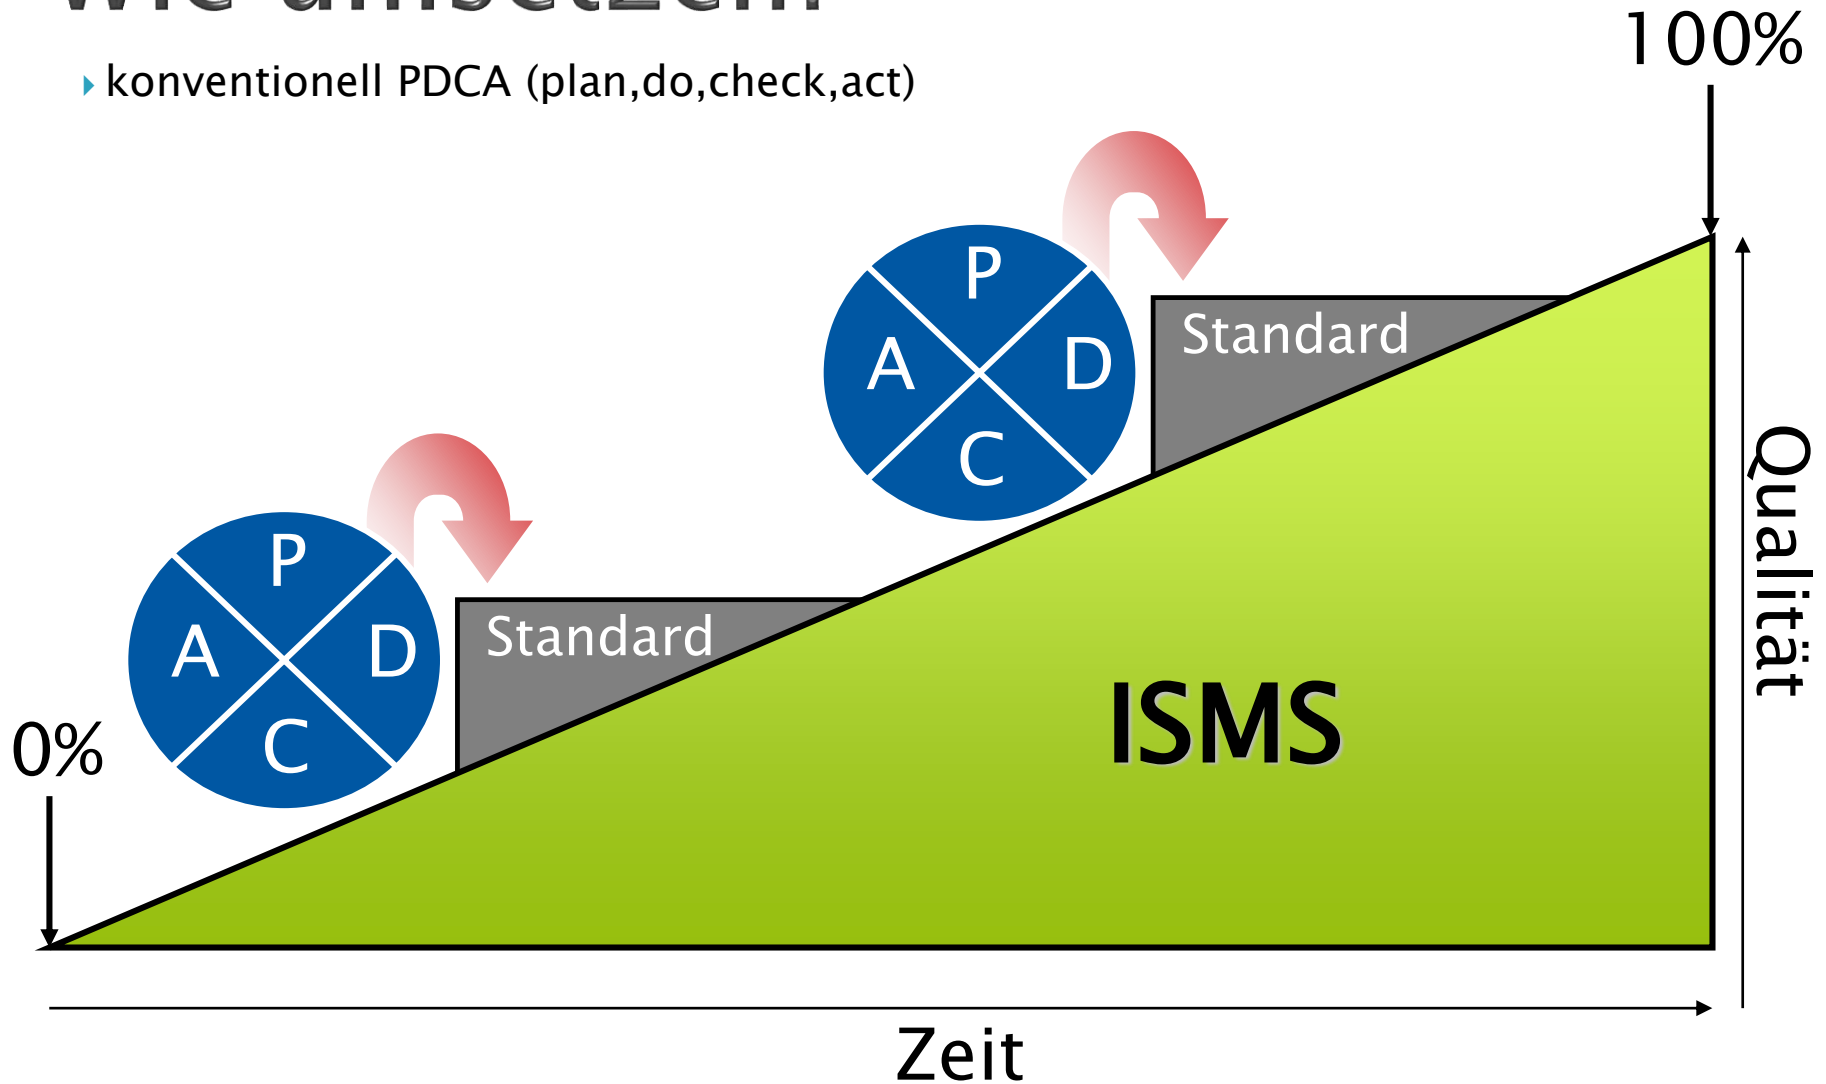 konventionell PDCA (plan,do,check,act)
100%
P
A
D
C
Standard
P
A
D
C
Standard
0%
ISMS
Qualität
Zeit